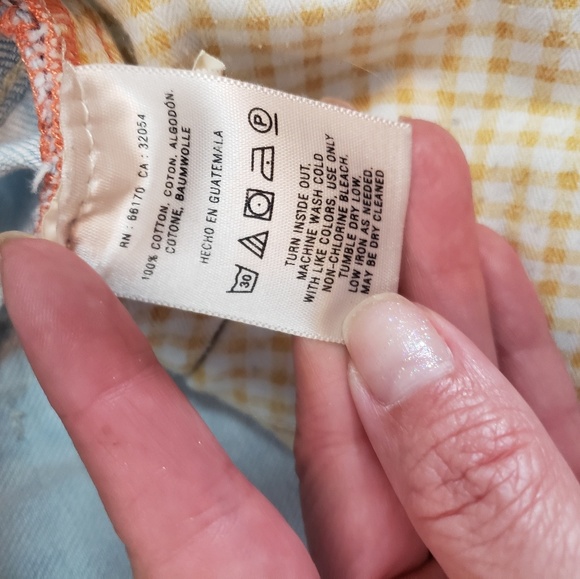 RN : 66170 CA : 32054
100% COTTON, COTON, ALGODÓN.
COTONE, BAUMWOLLE
HECHO EN GUATEMALA
30
P
TURN INSIDE OUT.
MACHINE WASH COLD
WITH LIKE COLORS, USE ONLY
NON-CHLORINE BLEACH.
TUMBLE DRY LOW.
LOW IRON AS NEEDED.
MAY BE DRY CLEANED